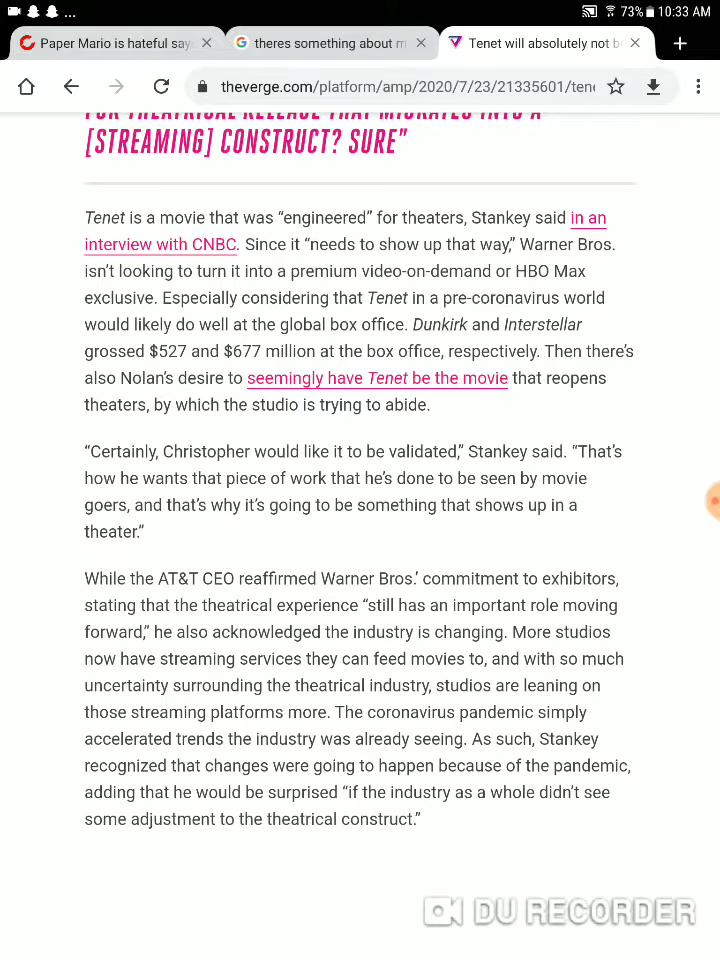 ... 73% 10:33 AM
Paper Mario is hateful say
theres something about m
Tenet will absolutely not b
theverge.com/platform/amp/2020/7/23/21335601/tene
FOR THEATRICAL RELEASE THAT MIGRATES INTO A
[STREAMING] CONSTRUCT? SURE"
Tenet is a movie that was “engineered” for theaters, Stankey said in an
interview with CNBC. Since it “needs to show up that way,” Warner Bros.
isn’t looking to turn it into a premium video-on-demand or HBO Max
exclusive. Especially considering that Tenet in a pre-coronavirus world
would likely do well at the global box office. Dunkirk and Interstellar
grossed $527 and $677 million at the box office, respectively. Then there’s
also Nolan’s desire to seemingly have Tenet be the movie that reopens
theaters, by which the studio is trying to abide.
“Certainly, Christopher would like it to be validated,” Stankey said. “That’s
how he wants that piece of work that he’s done to be seen by movie
goers, and that’s why it’s going to be something that shows up in a
theater.”
While the AT&T CEO reaffirmed Warner Bros.’ commitment to exhibitors,
stating that the theatrical experience “still has an important role moving
forward,” he also acknowledged the industry is changing. More studios
now have streaming services they can feed movies to, and with so much
uncertainty surrounding the theatrical industry, studios are leaning on
those streaming platforms more. The coronavirus pandemic simply
accelerated trends the industry was already seeing. As such, Stankey
recognized that changes were going to happen because of the pandemic,
adding that he would be surprised “if the industry as a whole didn’t see
some adjustment to the theatrical construct.”
DU RECORDER